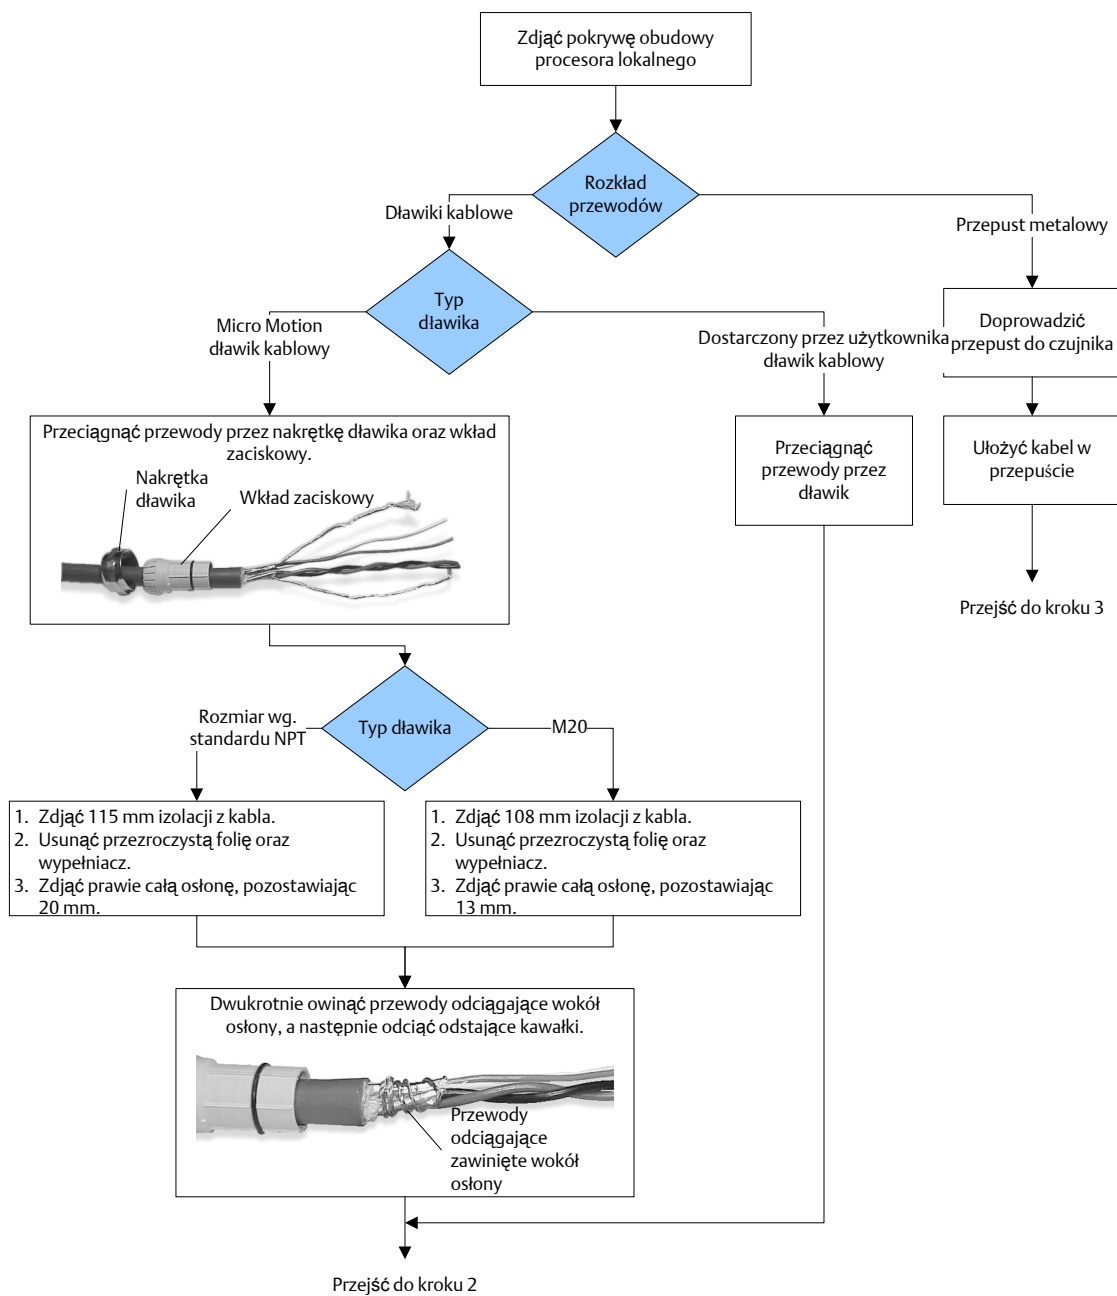 Zdjąć pokrywę obudowy
procesora lokalnego
Rozkład
przewodów
Dławiki kablowe
Przepust metalowy
Typ
dławika
Micro Motion
dławik kablowy
Dostarczony przez użytkownika
dławik kablowy
Doprowadzić
przepust do czujnika
Przeciągnąć przewody przez nakrętkę dławika oraz wkład
zaciskowy.
Nakrętka
dławika
Wkład zaciskowy
Przeciągnąć
przewody przez
dławik
Ułożyć kabel w
przepuście
Przejść do kroku 3
Typ dławika
Rozmiar wg.
standardu NPT
M20
1. Zdjąć 115 mm izolacji z kabla.
2. Usunąć przezroczystą folię oraz
wypełniacz.
3. Zdjąć prawie całą osłonę, pozostawiając
20 mm.
1. Zdjąć 108 mm izolacji z kabla.
2. Usunąć przezroczystą folię oraz
wypełniacz.
3. Zdjąć prawie całą osłonę, pozostawiając
13 mm.
Dwukrotnie owinąć przewody odciągające wokół
osłony, a następnie odciąć odstające kawałki.
Przewody
odciągające
zawinięte wokół
osłony
Przejść do kroku 2